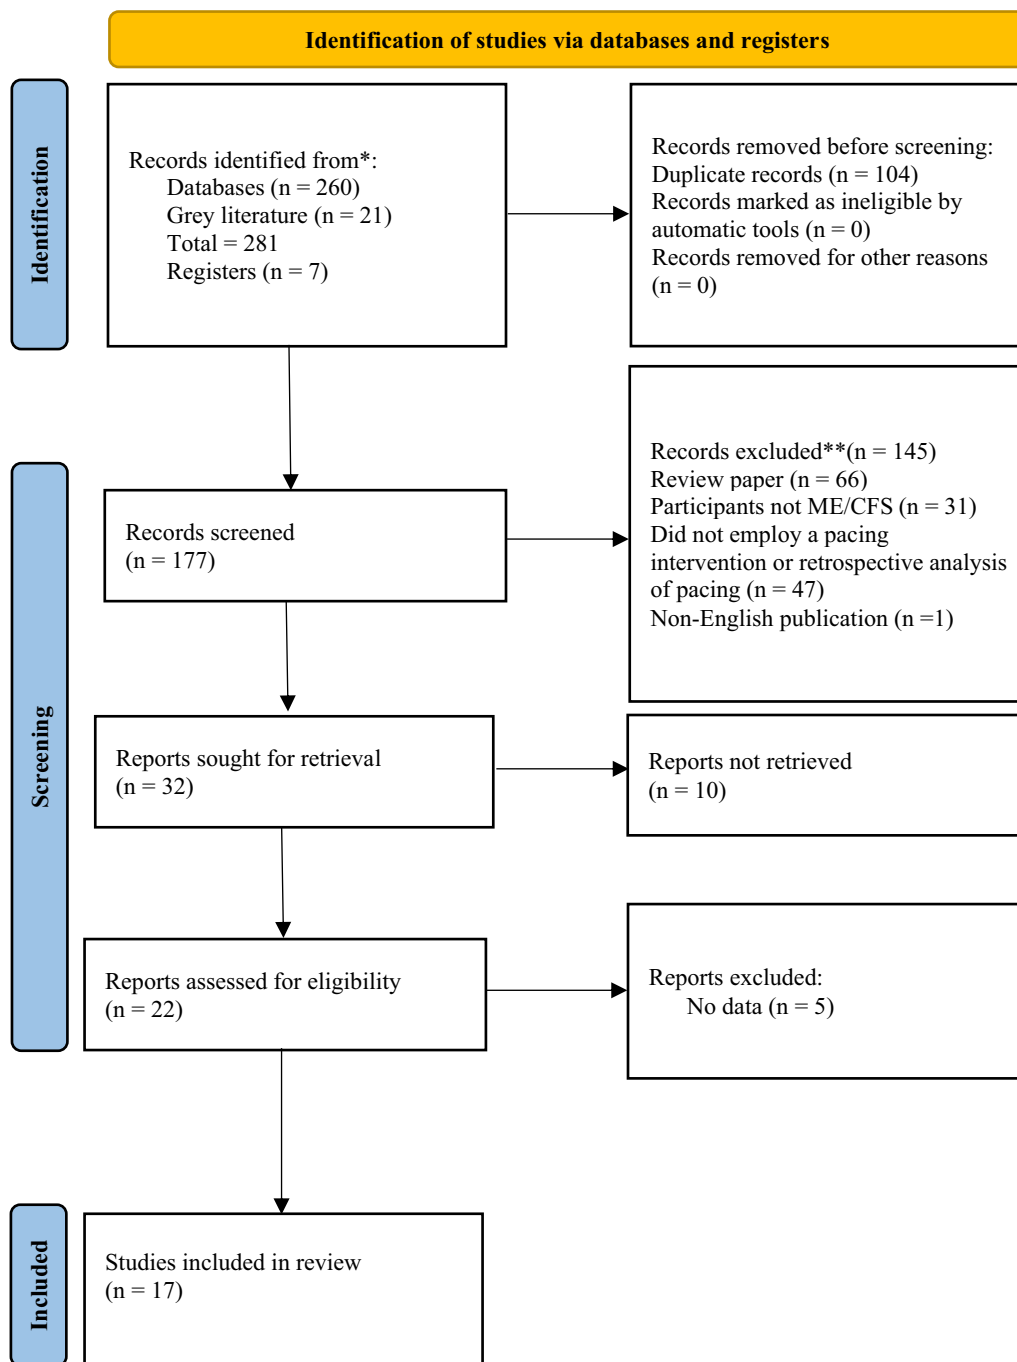 Identification of studies via databases and registers
Identification
Records identified from*:
Databases (n = 260)
Grey literature (n = 21)
Total = 281
Registers (n = 7)
Records removed before screening:
Duplicate records (n = 104)
Records marked as ineligible by
automatic tools (n = 0)
Records removed for other reasons
(n = 0)
Screening
Records screened
(n = 177)
Records excluded**(n = 145)
Review paper (n = 66)
Participants not ME/CFS (n = 31)
Did not employ a pacing
intervention or retrospective analysis
of pacing (n = 47)
Non-English publication (n =1)
Reports sought for retrieval
(n = 32)
Reports not retrieved
(n = 10)
Reports assessed for eligibility
(n = 22)
Reports excluded:
No data (n = 5)
Included
Studies included in review
(n = 17)